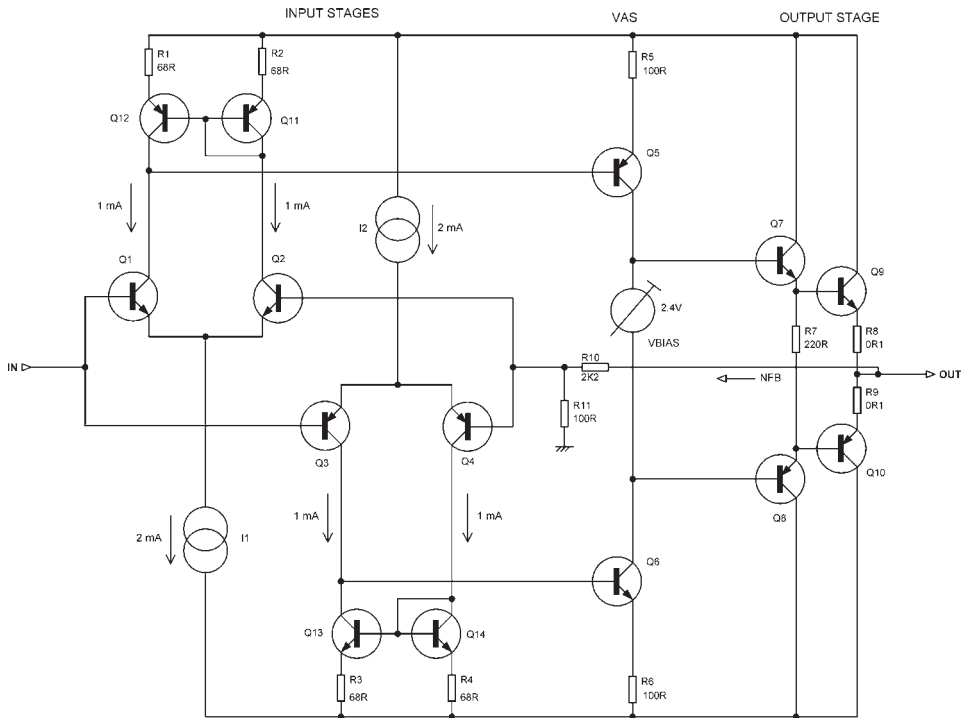 INPUT STAGES
VAS
OUTPUT STAGE
R1
68R
R2
68R
R5
100R
Q12
Q11
Q5
1 mA
1 mA
I2
2 mA
Q7
Q1
Q2
Q9
2.4V
VBIAS
R7
220R
R8
0R1
IN
R10
2K2
NFB
OUT
R11
100R
R9
0R1
Q3
Q4
Q10
Q8
1 mA
1 mA
2 mA
I1
Q6
Q13
Q14
R3
68R
R4
68R
R6
100R